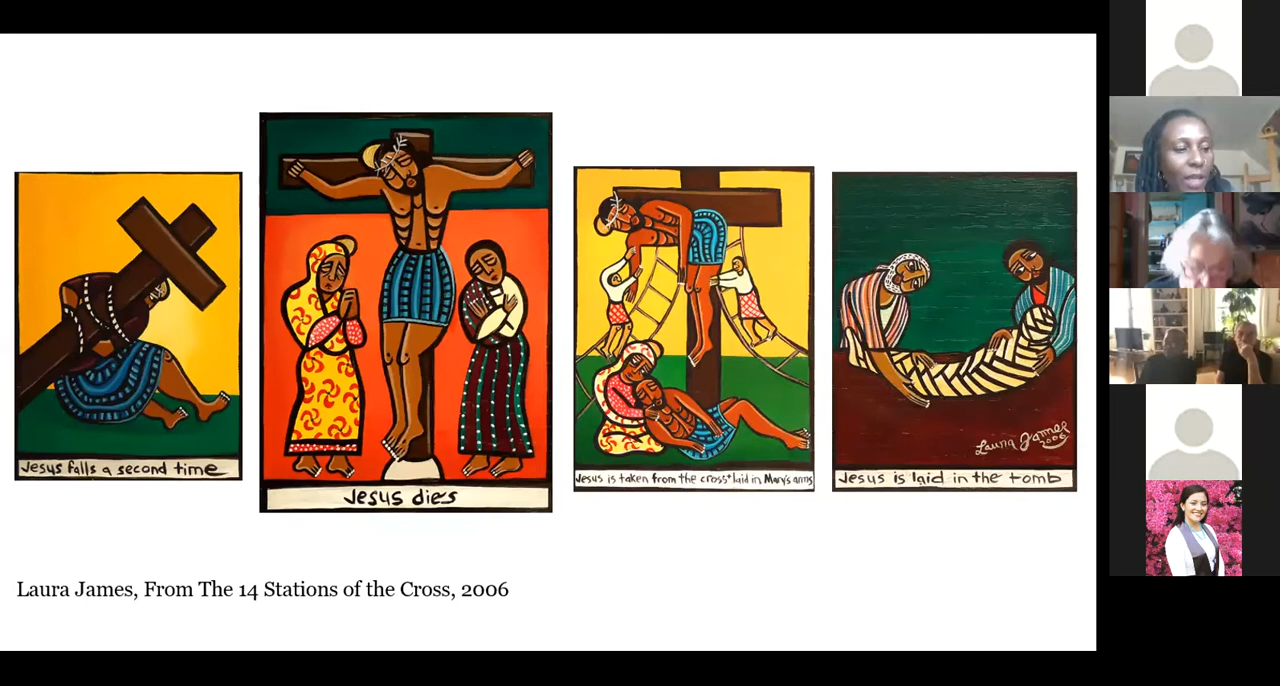 Jesus falls a second time
Jesus dies
Jesus is taken from the cross + laid in Mary's arms
Laura James
2006
Jesus is laid in the tomb
Laura James, From The 14 Stations of the Cross, 2006